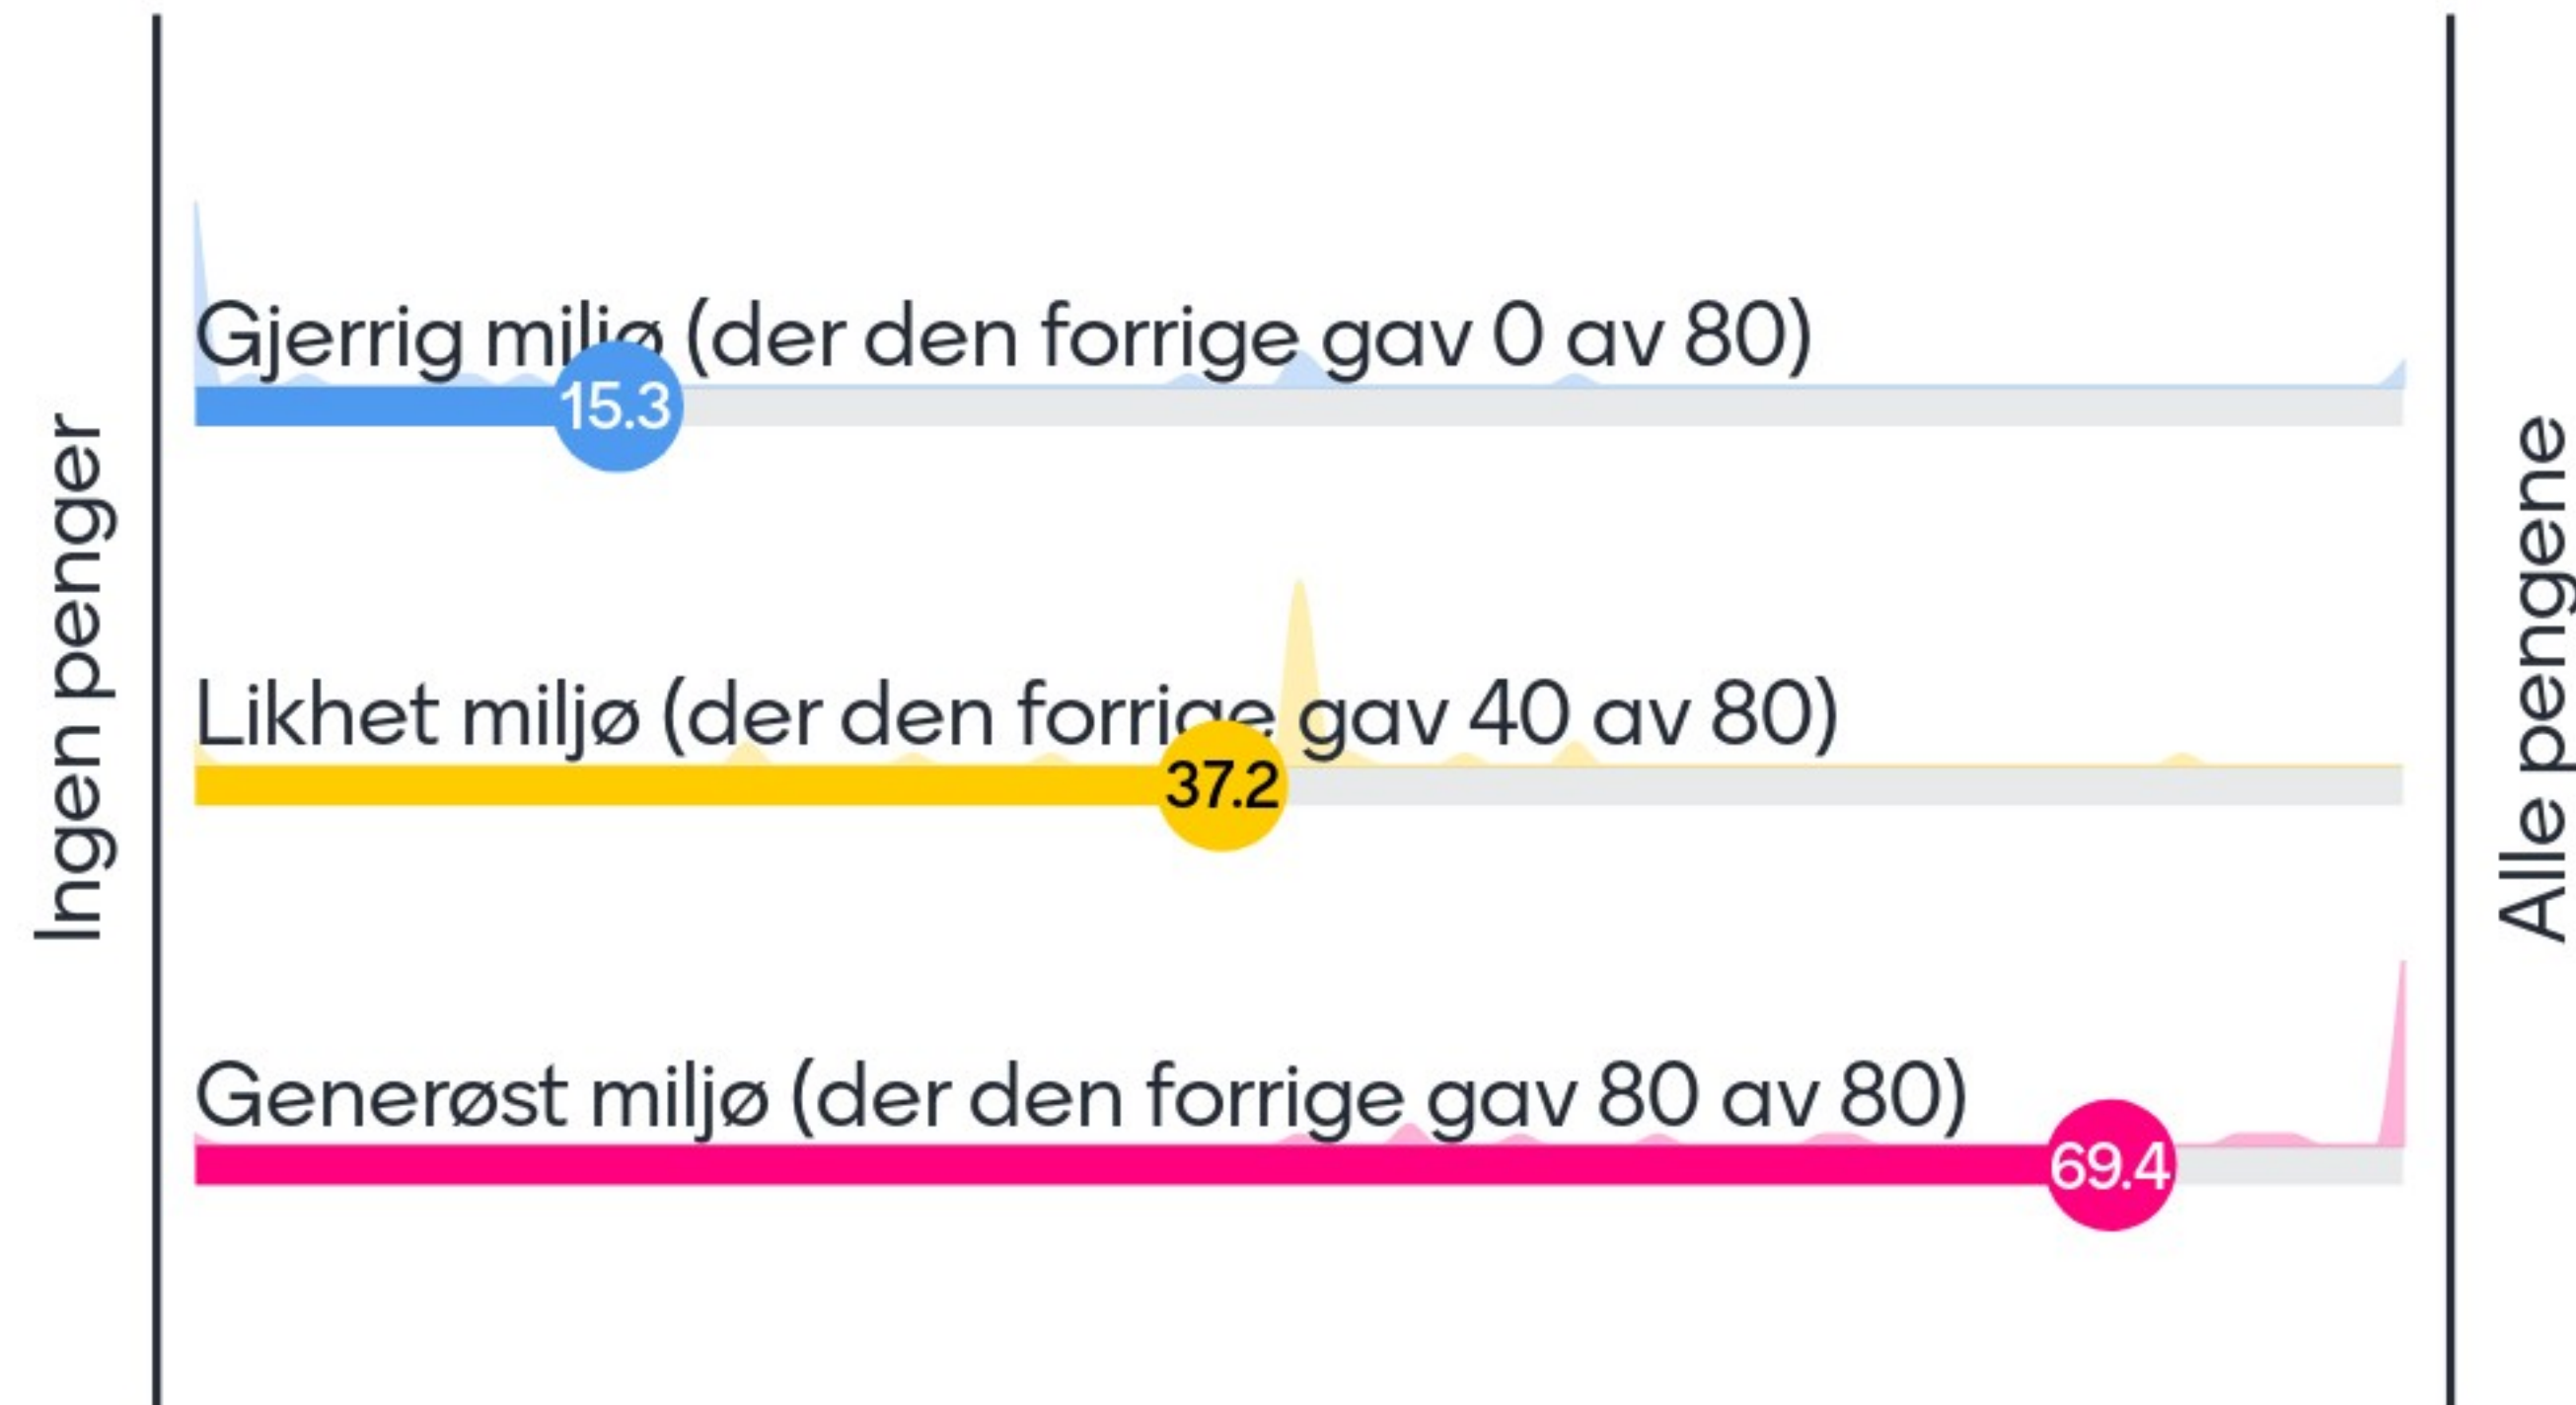 Ingen penger
Gjerrig miljø (der den forrige gav 0 av 80)
15.3
Likhet miljø (der den forrige gav 40 av 80)
37.2
Generøst miljø (der den forrige gav 80 av 80)
69.4
Alle pengene